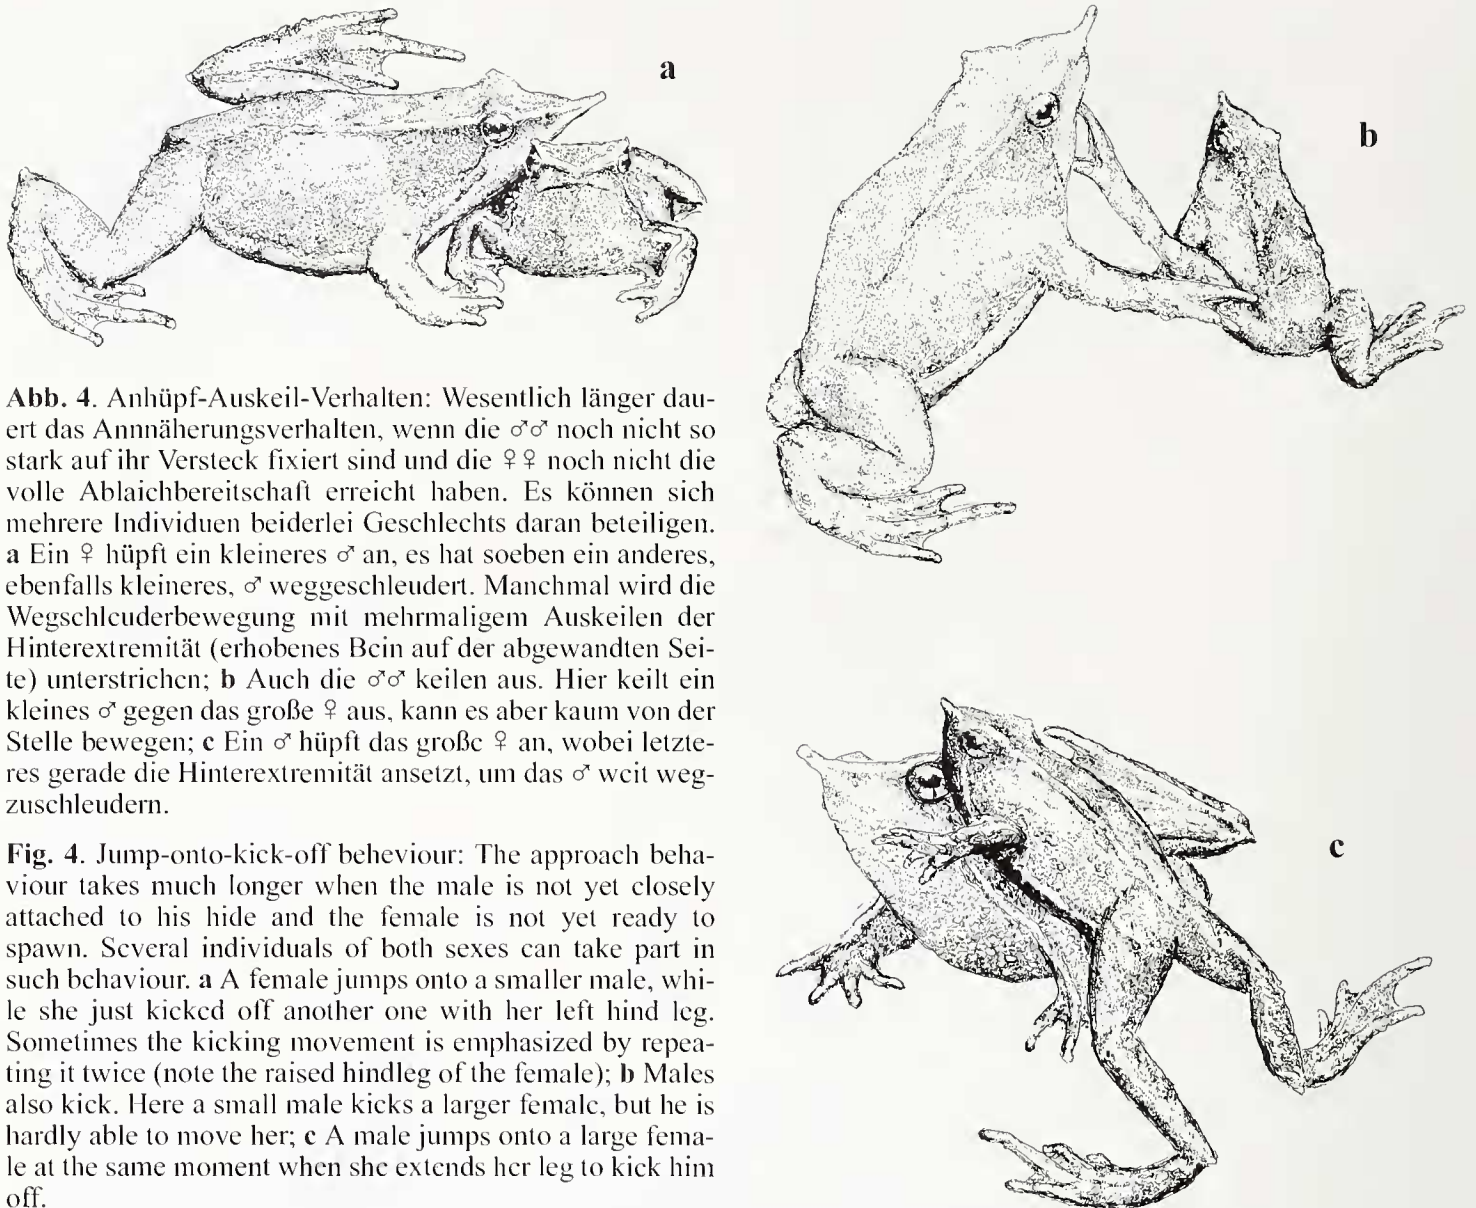 a
b
Abb. 4. Anhüpf-Auskeil-Verhalten: Wesentlich länger dau-
ert das Annnäherungsverhalten, wenn die ♂♂ noch nicht so
stark auf ihr Versteck fixiert sind und die ♀♀ noch nicht die
volle Ablaichbereitschaft erreicht haben. Es können sich
mehrere Individuen beiderlei Geschlechts daran beteiligen.
a Ein ♀ hüpft ein kleineres ♂ an, es hat soeben ein anderes,
ebenfalls kleineres, ♂ weggeschleudert. Manchmal wird die
Wegschleuderbewegung mit mehrmaligem Auskeilen der
Hinterextremität (erhobenes Bein auf der abgewandten Sei-
te) unterstrichen; b Auch die ♂♂ keilen aus. Hier keilt ein
kleines ♂ gegen das große ♀ aus, kann es aber kaum von der
Stelle bewegen; c Ein ♂ hüpft das große ♀ an, wobei letzte-
res gerade die Hinterextremität ansetzt, um das ♂ weit weg-
zuschleudern.
Fig. 4. Jump-onto-kick-off beheviour: The approach beha-
viour takes much longer when the male is not yet closely
attached to his hide and the female is not yet ready to
spawn. Several individuals of both sexes can take part in
such behaviour. a A female jumps onto a smaller male, whi-
le she just kicked off another one with her left hind leg.
Sometimes the kicking movement is emphasized by repea-
ting it twice (note the raised hindleg of the female); b Males
also kick. Here a small male kicks a larger female, but he is
hardly able to move her; c A male jumps onto a large fema-
le at the same moment when she extends her leg to kick him
off.
c